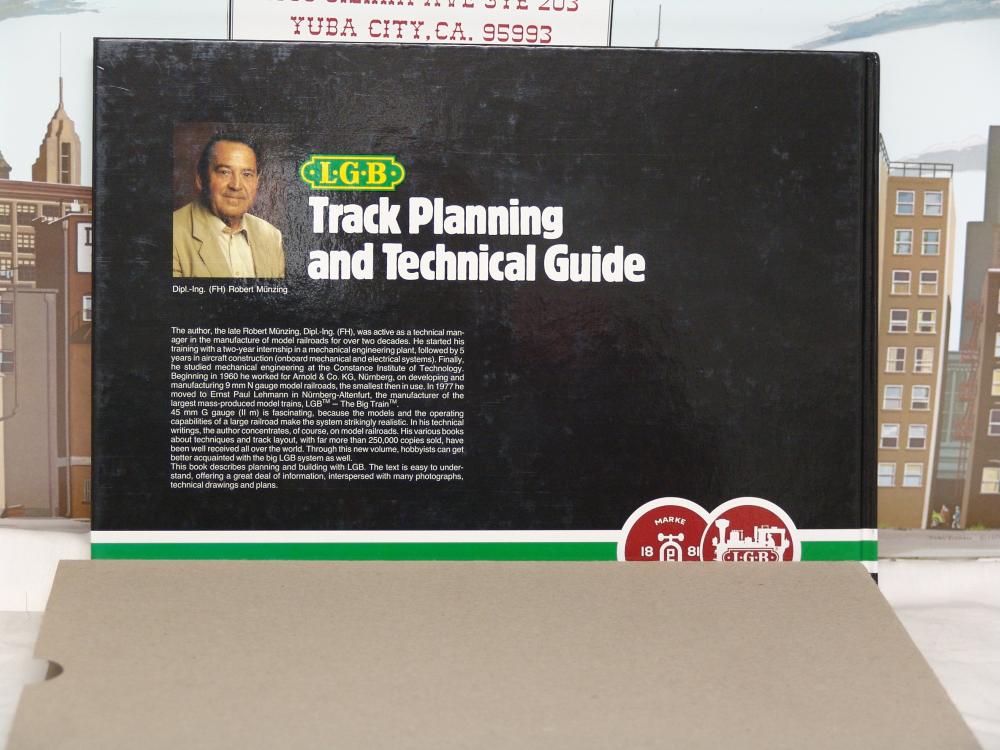 YUBA CITY,CA. 95993
L·G·B
Track Planning
and Technical Guide
Dipl.-Ing. (FH) Robert Münzing
The author, the late Robert Münzing, Dipl.-Ing. (FH), was active as a technical man-
ager in the manufacture of model railroads for over two decades. He started his
training with a two-year internship in a mechanical engineering plant, followed by 5
years in aircraft construction (onboard mechanical and electrical systems). Finally,
he studied mechanical engineering at the Constance Institute of Technology.
Beginning in 1960 he worked for Arnold & Co. KG, Nürnberg, on developing and
manufacturing 9 mm N gauge model railroads, the smallest then in use. In 1977 he
moved to Ernst Paul Lehmann in Nürnberg-Altenfurt, the manufacturer of the
largest mass-produced model trains, LGB™ – The Big Train™.
45 mm G gauge (II m) is fascinating, because the models and the operating
capabilities of a large railroad make the system strikingly realistic. In his technical
writings, the author concentrates, of course, on model railroads. His various books
about techniques and track layout, with far more than 250,000 copies sold, have
been well received all over the world. Through this new volume, hobbyists can get
better acquainted with the big LGB system as well.
This book describes planning and building with LGB. The text is easy to under-
stand, offering a great deal of information, interspersed with many photographs,
technical drawings and plans.
MARKE
18 81
L·G·B